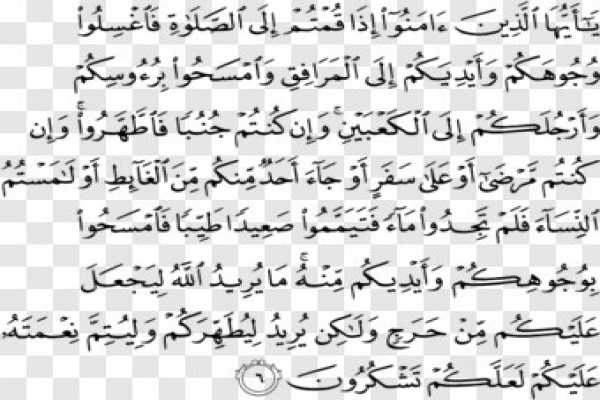 يَـٰٓأَيُّهَا ٱلَّذِينَ ءَامَنُوٓا۟ إِذَا قُمْتُمْ إِلَى ٱلصَّلَوٰةِ فَٱغْسِلُوا۟
وُجُوهَكُمْ وَأَيْدِيَكُمْ إِلَى ٱلْمَرَافِقِ وَٱمْسَحُوا۟ بِرُءُوسِكُمْ
وَأَرْجُلَكُمْ إِلَى ٱلْكَعْبَيْنِ ۚ وَإِن كُنتُمْ جُنُبًا فَٱطَّهَّرُوا۟ ۚ وَإِن
كُنتُم مَّرْضَىٰٓ أَوْ عَلَىٰ سَفَرٍ أَوْ جَآءَ أَحَدٌ مِّنكُم مِّنَ ٱلْغَآئِطِ أَوْ لَـٰمَسْتُمُ
ٱلنِّسَآءَ فَلَمْ تَجِدُوا۟ مَآءً فَتَيَمَّمُوا۟ صَعِيدًا طَيِّبًا فَٱمْسَحُوا۟
بِوُجُوهِكُمْ وَأَيْدِيكُم مِّنْهُ ۚ مَا يُرِيدُ ٱللَّهُ لِيَجْعَلَ
عَلَيْكُم مِّنْ حَرَجٍ وَلَـٰكِن يُرِيدُ لِيُطَهِّرَكُمْ وَلِيُتِمَّ نِعْمَتَهُۥ
عَلَيْكُمْ لَعَلَّكُمْ تَشْكُرُونَ ٦